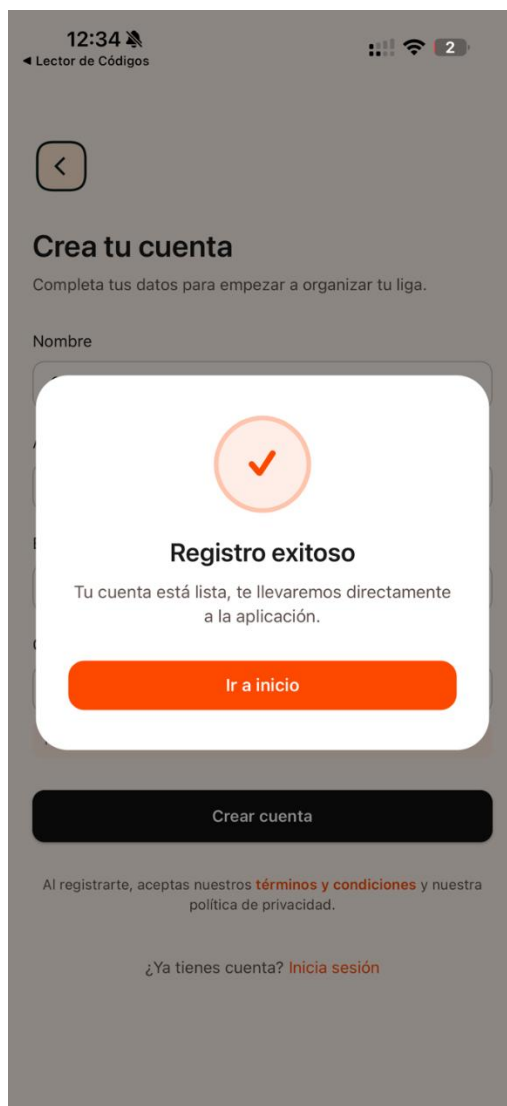 12:34
◀ Lector de Códigos
2
Crea tu cuenta
Completa tus datos para empezar a organizar tu liga.
Nombre
Registro exitoso
Tu cuenta está lista, te llevaremos directamente
a la aplicación.
Ir a inicio
Crear cuenta
Al registrarte, aceptas nuestros términos y condiciones y nuestra
política de privacidad.
¿Ya tienes cuenta? Inicia sesión